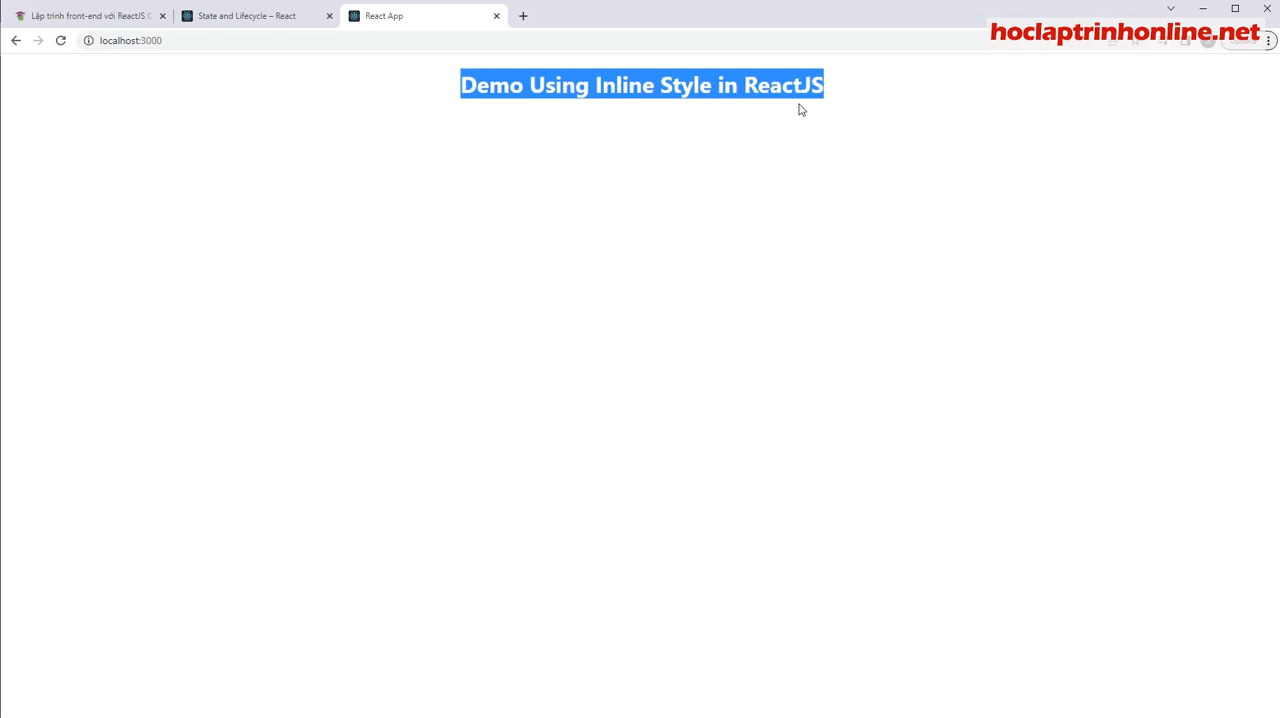 Lập trình front-end với ReactJS C
State and Lifecycle – React
React App
localhost:3000
hoclaptrinhonline.net
Demo Using Inline Style in ReactJS